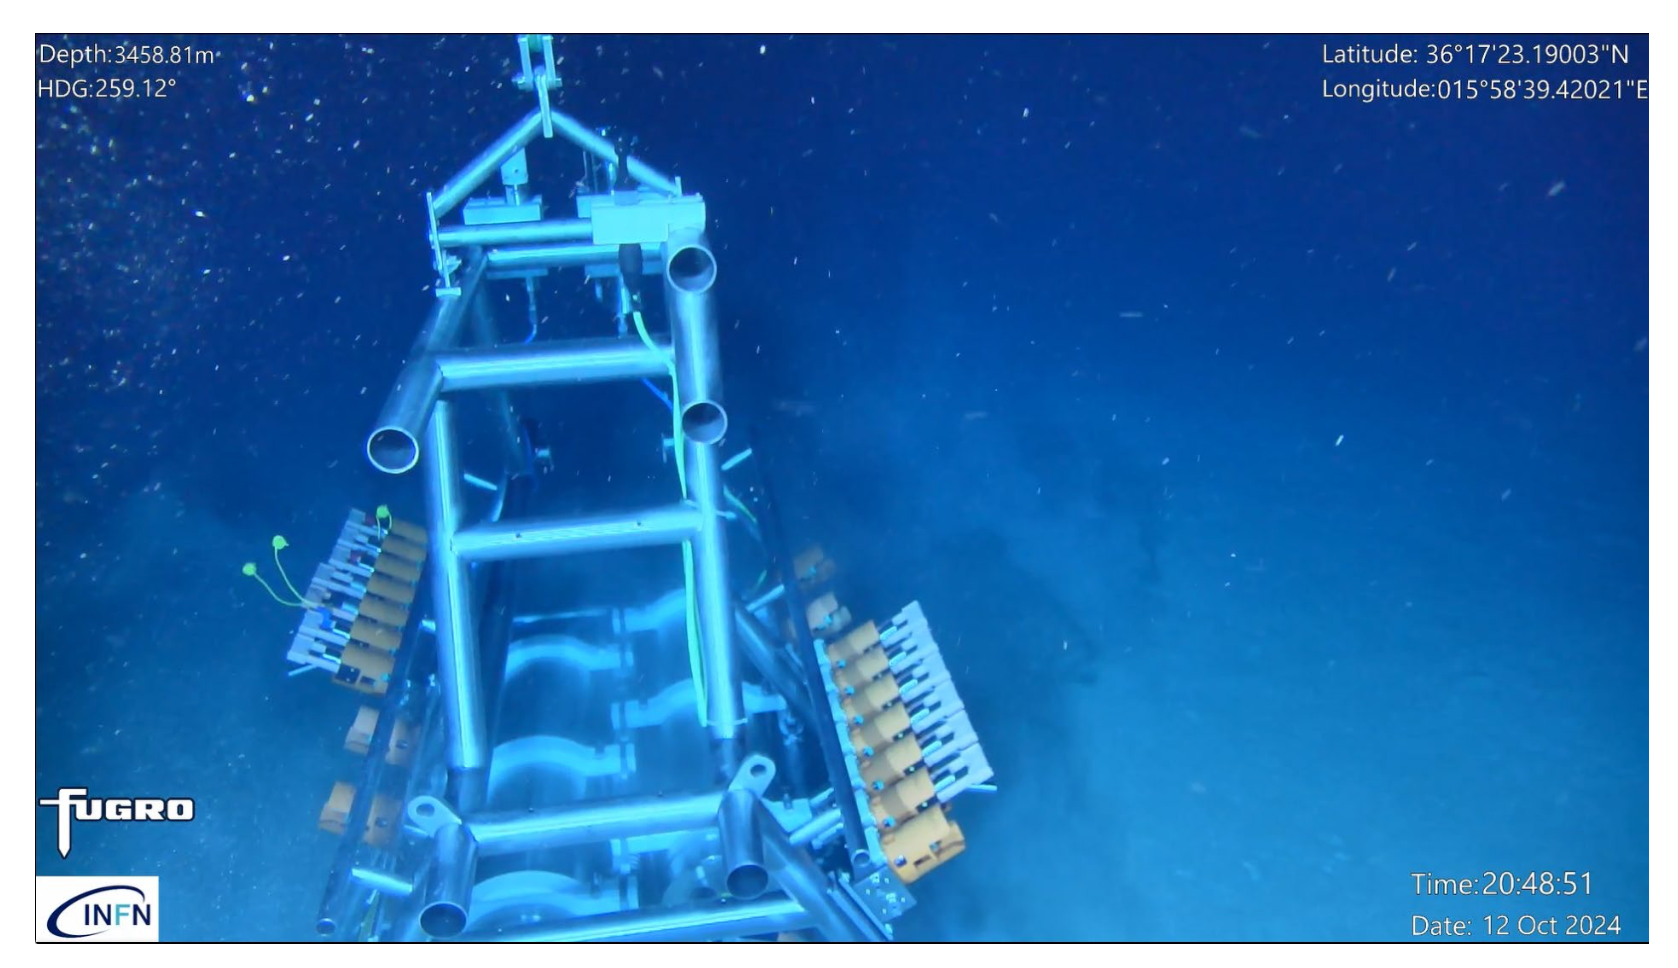 Depth:3458.81m
HDG:259.12°
Latitude: 36°17'23.19003"N
Longitude:015°58'39.42021"E
FUGRO
INFN
Time:20:48:51
Date: 12 Oct 2024